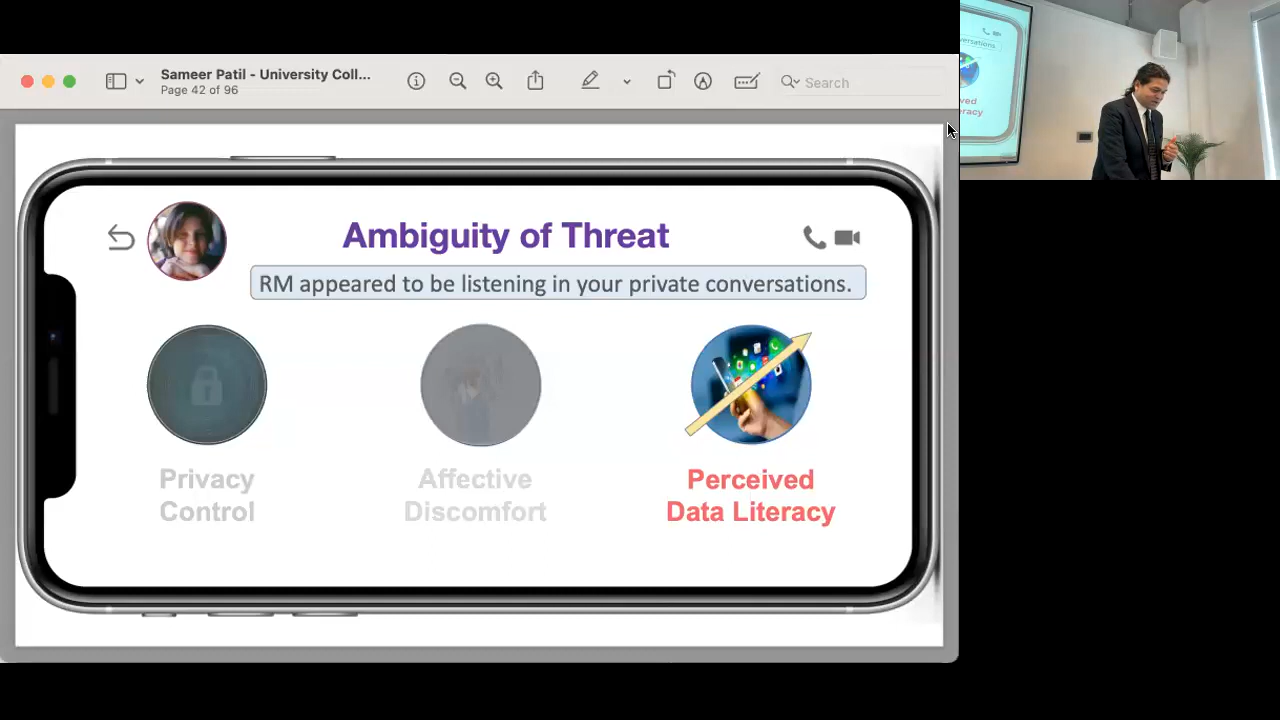 Sameer Patil - University Coll...
Page 42 of 96
Search
Ambiguity of Threat
RM appeared to be listening in your private conversations.
Privacy
Control
Affective
Discomfort
Perceived
Data Literacy